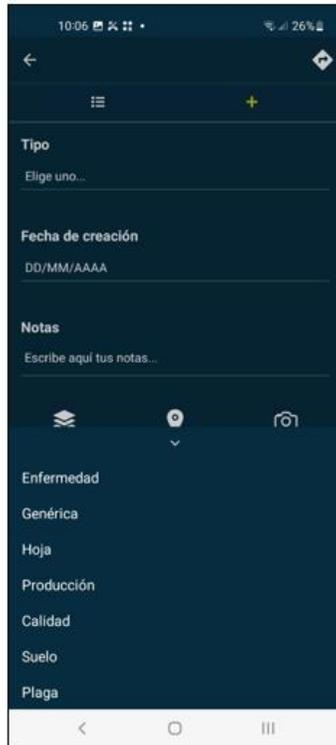 10:06 26%
Tipo
Elige uno...
Fecha de creación
DD/MM/AAAA
Notas
Escribe aquí tus notas...
Enfermedad
Genérica
Hoja
Producción
Calidad
Suelo
Plaga